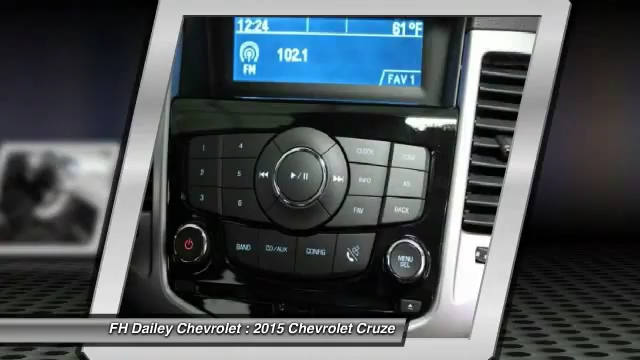 12:24 61°F
FM 102.1
FAV 1
1 4 CLOCK
2 5 INFO AS
3 6 FAV BACK
BAND CD/AUX CONFIG MENU
SEL
FH Dailey Chevrolet : 2015 Chevrolet Cruze